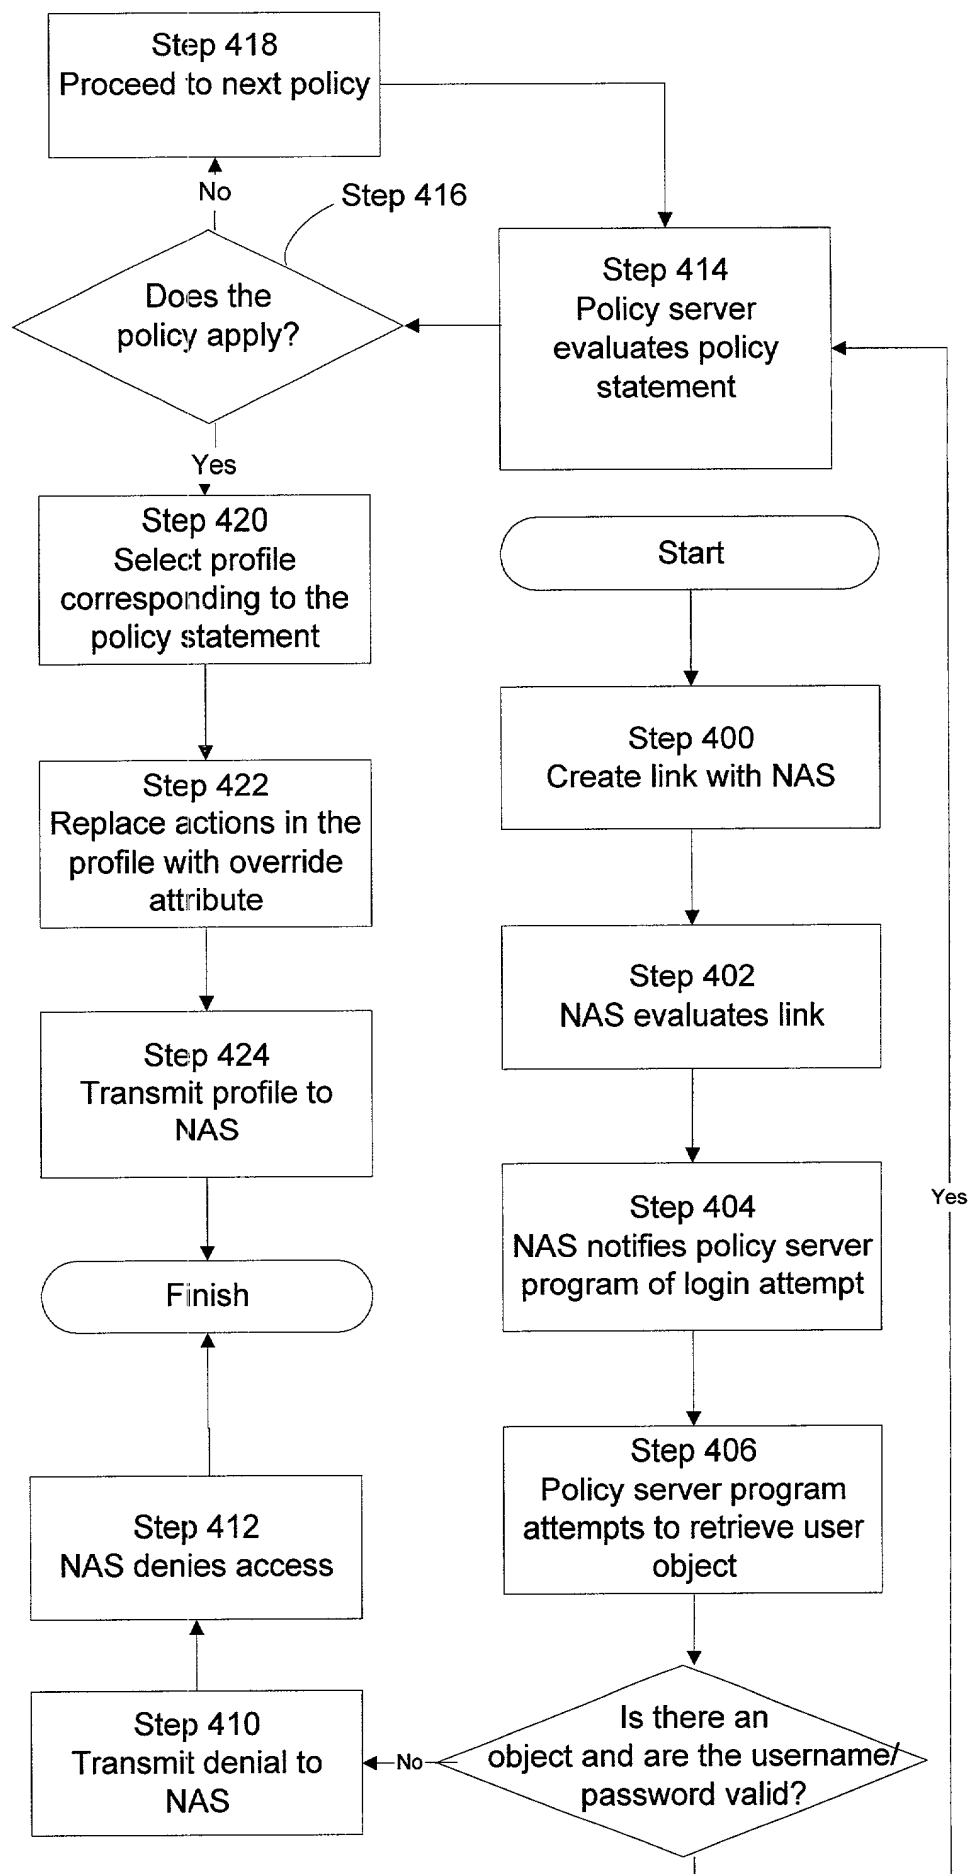 Step 418
Proceed to next policy
No
Step 416
Does the
policy apply?
Step 414
Policy server
evaluates policy
statement
Yes
Step 420
Select profile
corresponding to the
policy statement
Start
Step 400
Create link with NAS
Step 422
Replace actions in the
profile with override
attribute
Step 402
NAS evaluates link
Step 424
Transmit profile to
NAS
Step 404
NAS notifies policy server
program of login attempt
Yes
Finish
Step 406
Policy server program
attempts to retrieve user
object
Step 412
NAS denies access
Step 410
Transmit denial to
NAS
No
Is there an
object and are the username/
password valid?